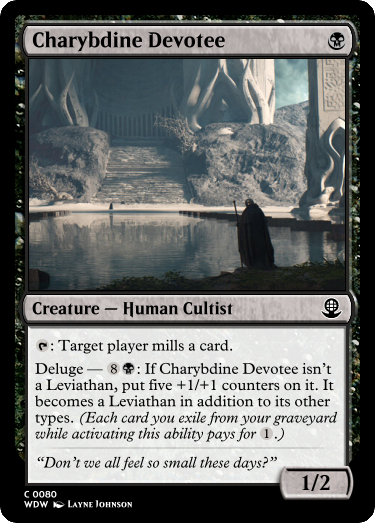 Charybdine Devotee
Creature — Human Cultist
: Target player mills a card.
Deluge — 8 : If Charybdine Devotee isn't
a Leviathan, put five +1/+1 counters on it. It
becomes a Leviathan in addition to its other
types. (Each card you exile from your graveyard
while activating this ability pays for 1.)
"Don't we all feel so small these days?"
1/2
C 0080
WDW Layne Johnson